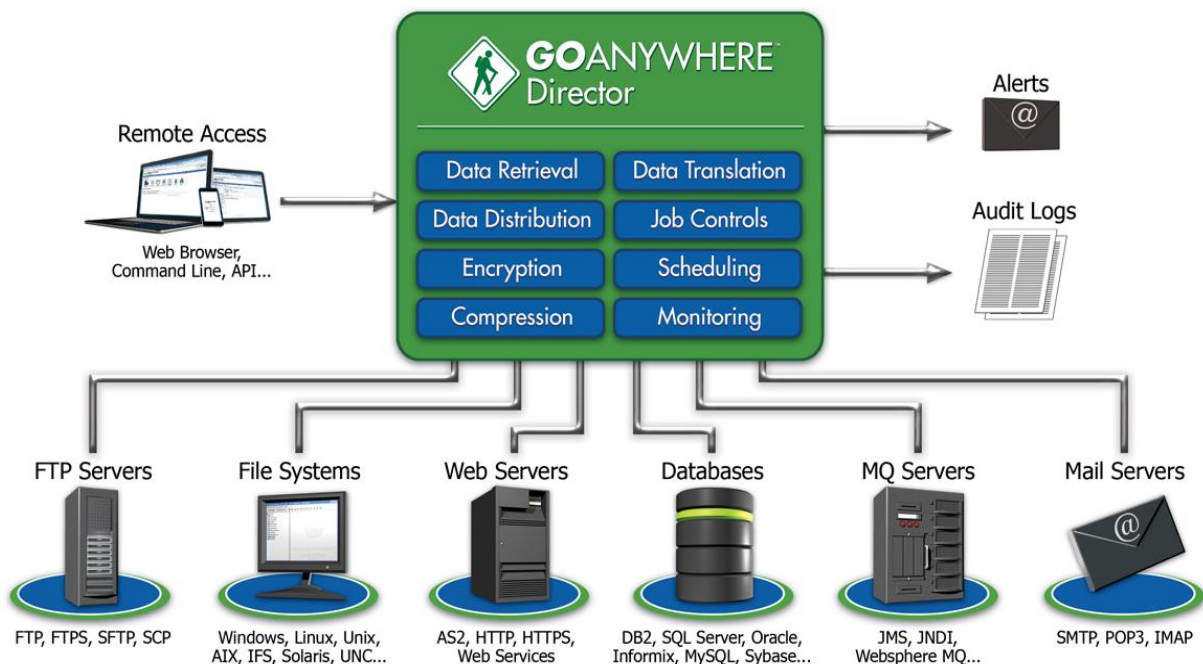 GOANYWHERE™
Director
Data Retrieval
Data Translation
Data Distribution
Job Controls
Encryption
Scheduling
Compression
Monitoring
Remote Access
Web Browser,
Command Line, API...
Alerts
@
Audit Logs
FTP Servers
FTP, FTPS, SFTP, SCP
File Systems
Windows, Linux, Unix,
AIX, IFS, Solaris, UNC...
Web Servers
AS2, HTTP, HTTPS,
Web Services
Databases
DB2, SQL Server, Oracle,
Informix, MySQL, Sybase...
MQ Servers
JMS, JNDI,
Websphere MQ...
Mail Servers
@
SMTP, POP3, IMAP